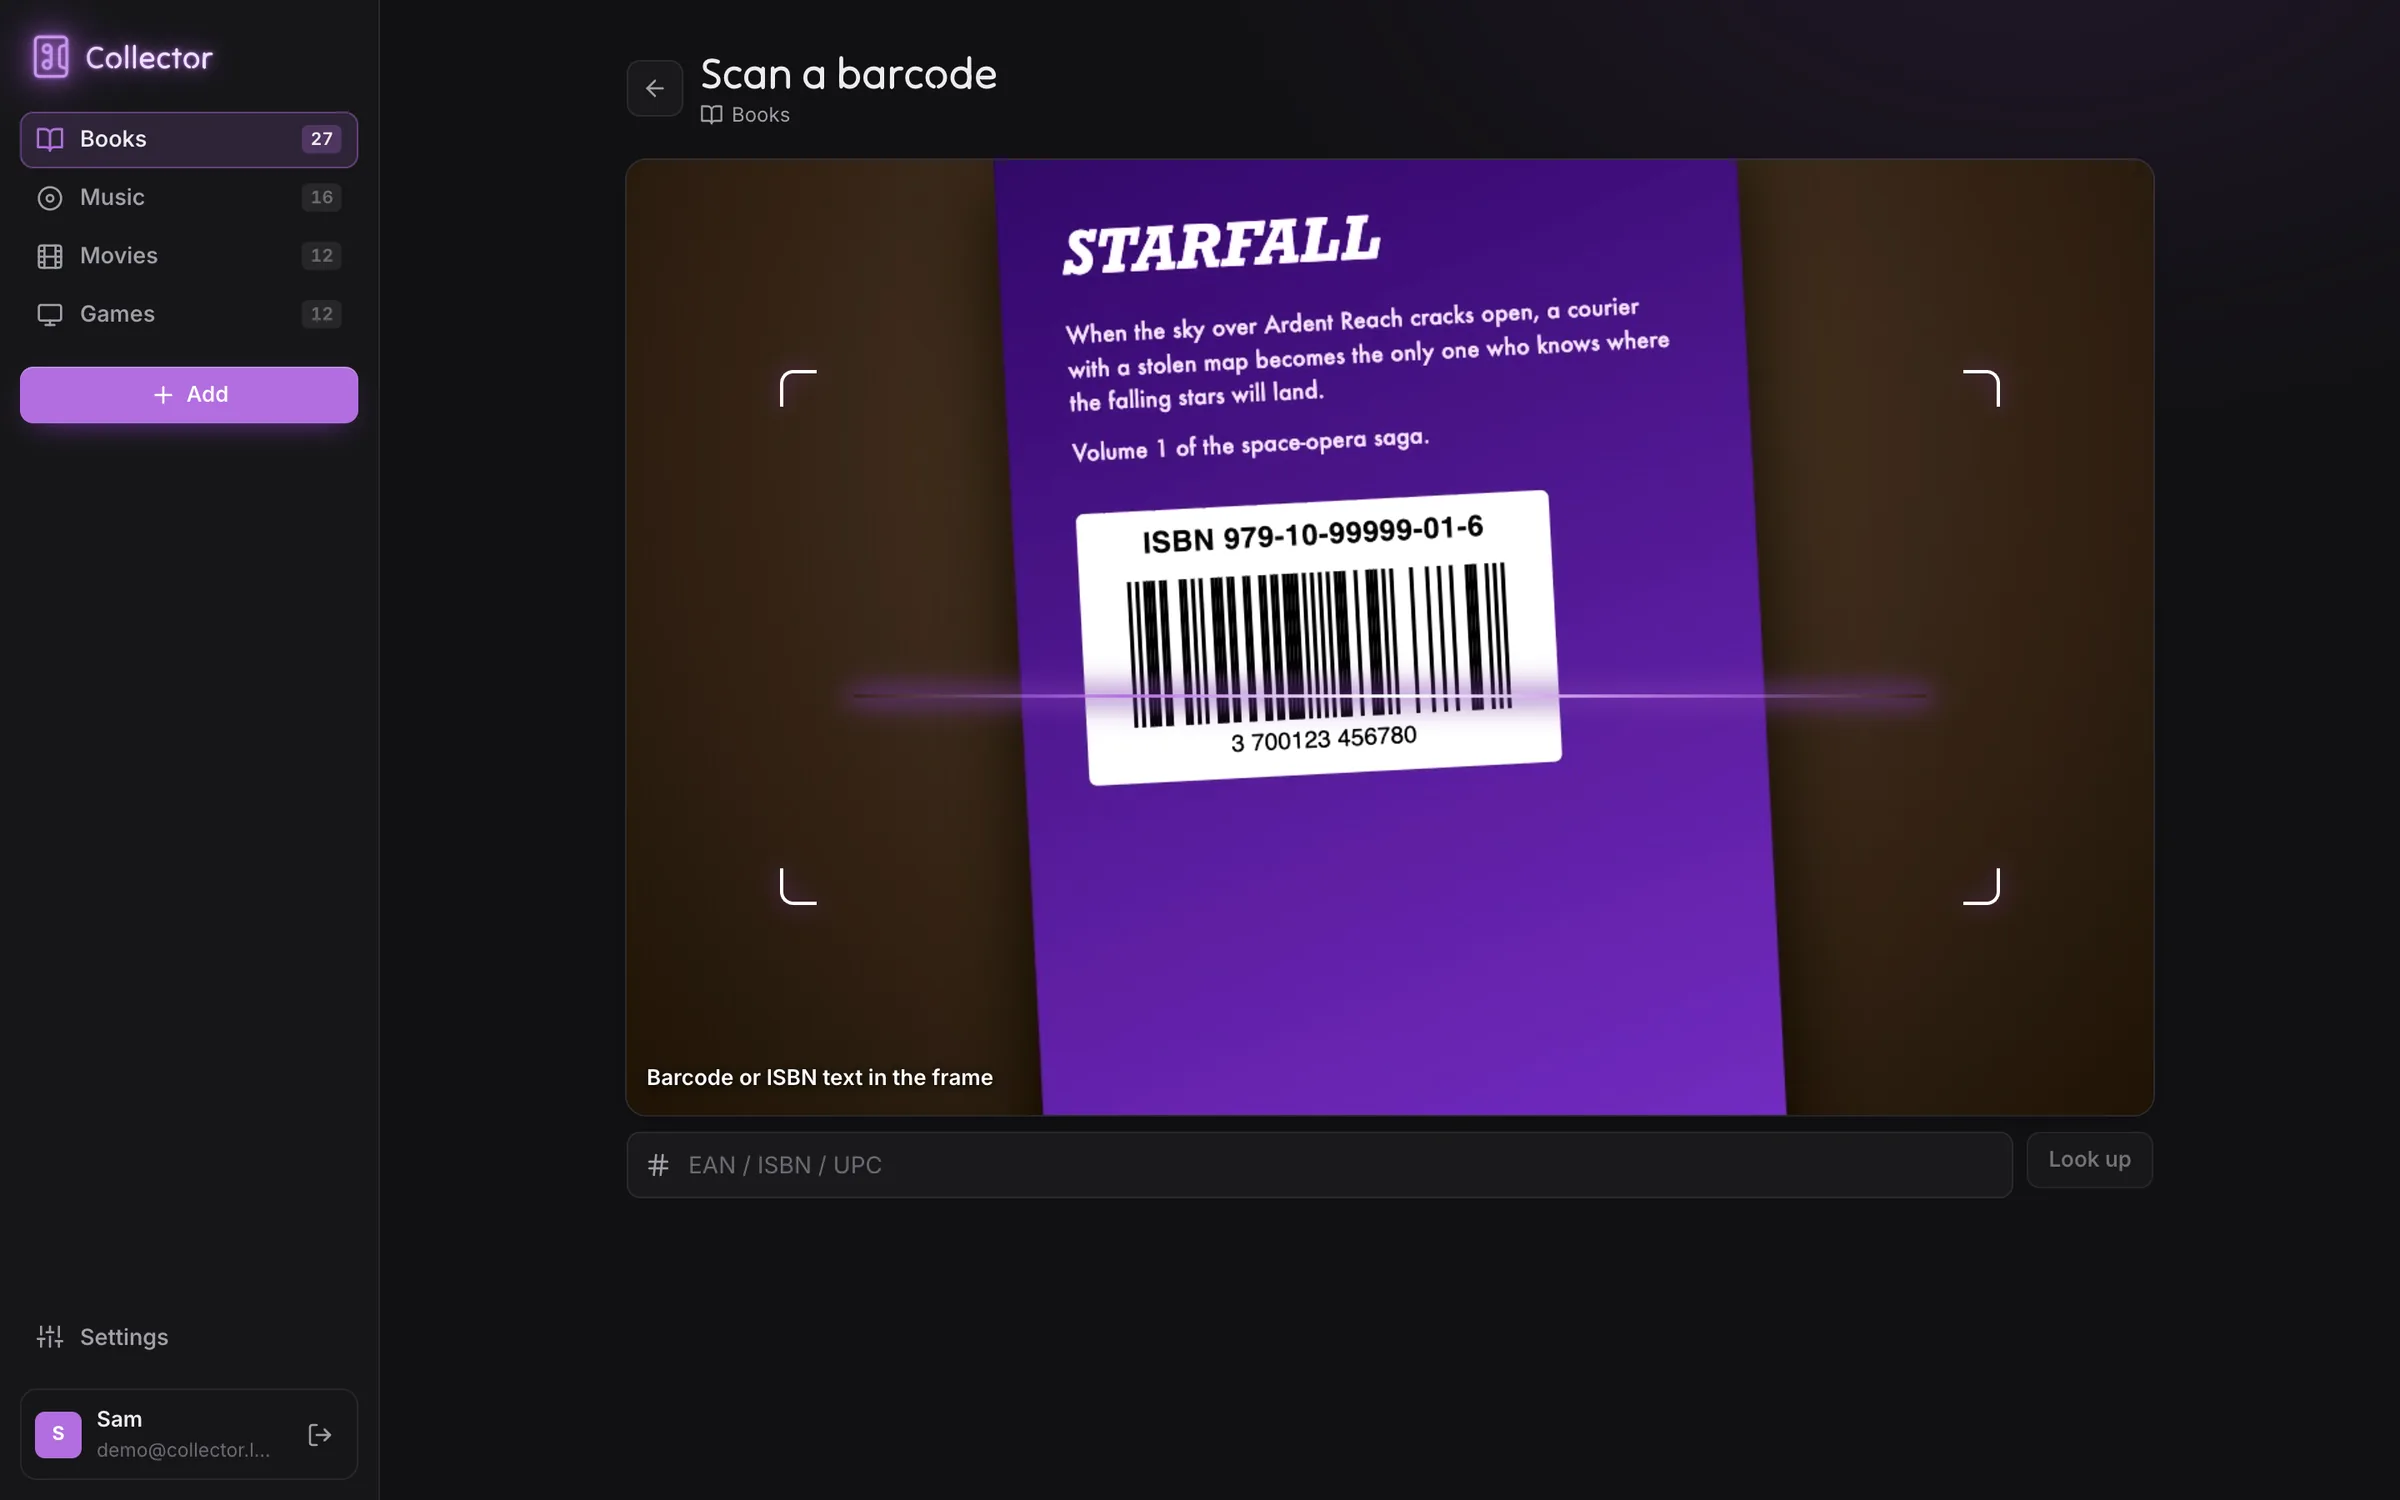 Collector
Books 27
Music 16
Movies 12
Games 12
+ Add
Settings
S
Sam
demo@collector.l...
Scan a barcode
Books
STARFALL
When the sky over Ardent Reach cracks open, a courier
with a stolen map becomes the only one who knows where
the falling stars will land.
Volume 1 of the space-opera saga.
ISBN 979-10-99999-01-6
3 700123 456780
Barcode or ISBN text in the frame
# EAN / ISBN / UPC
Look up